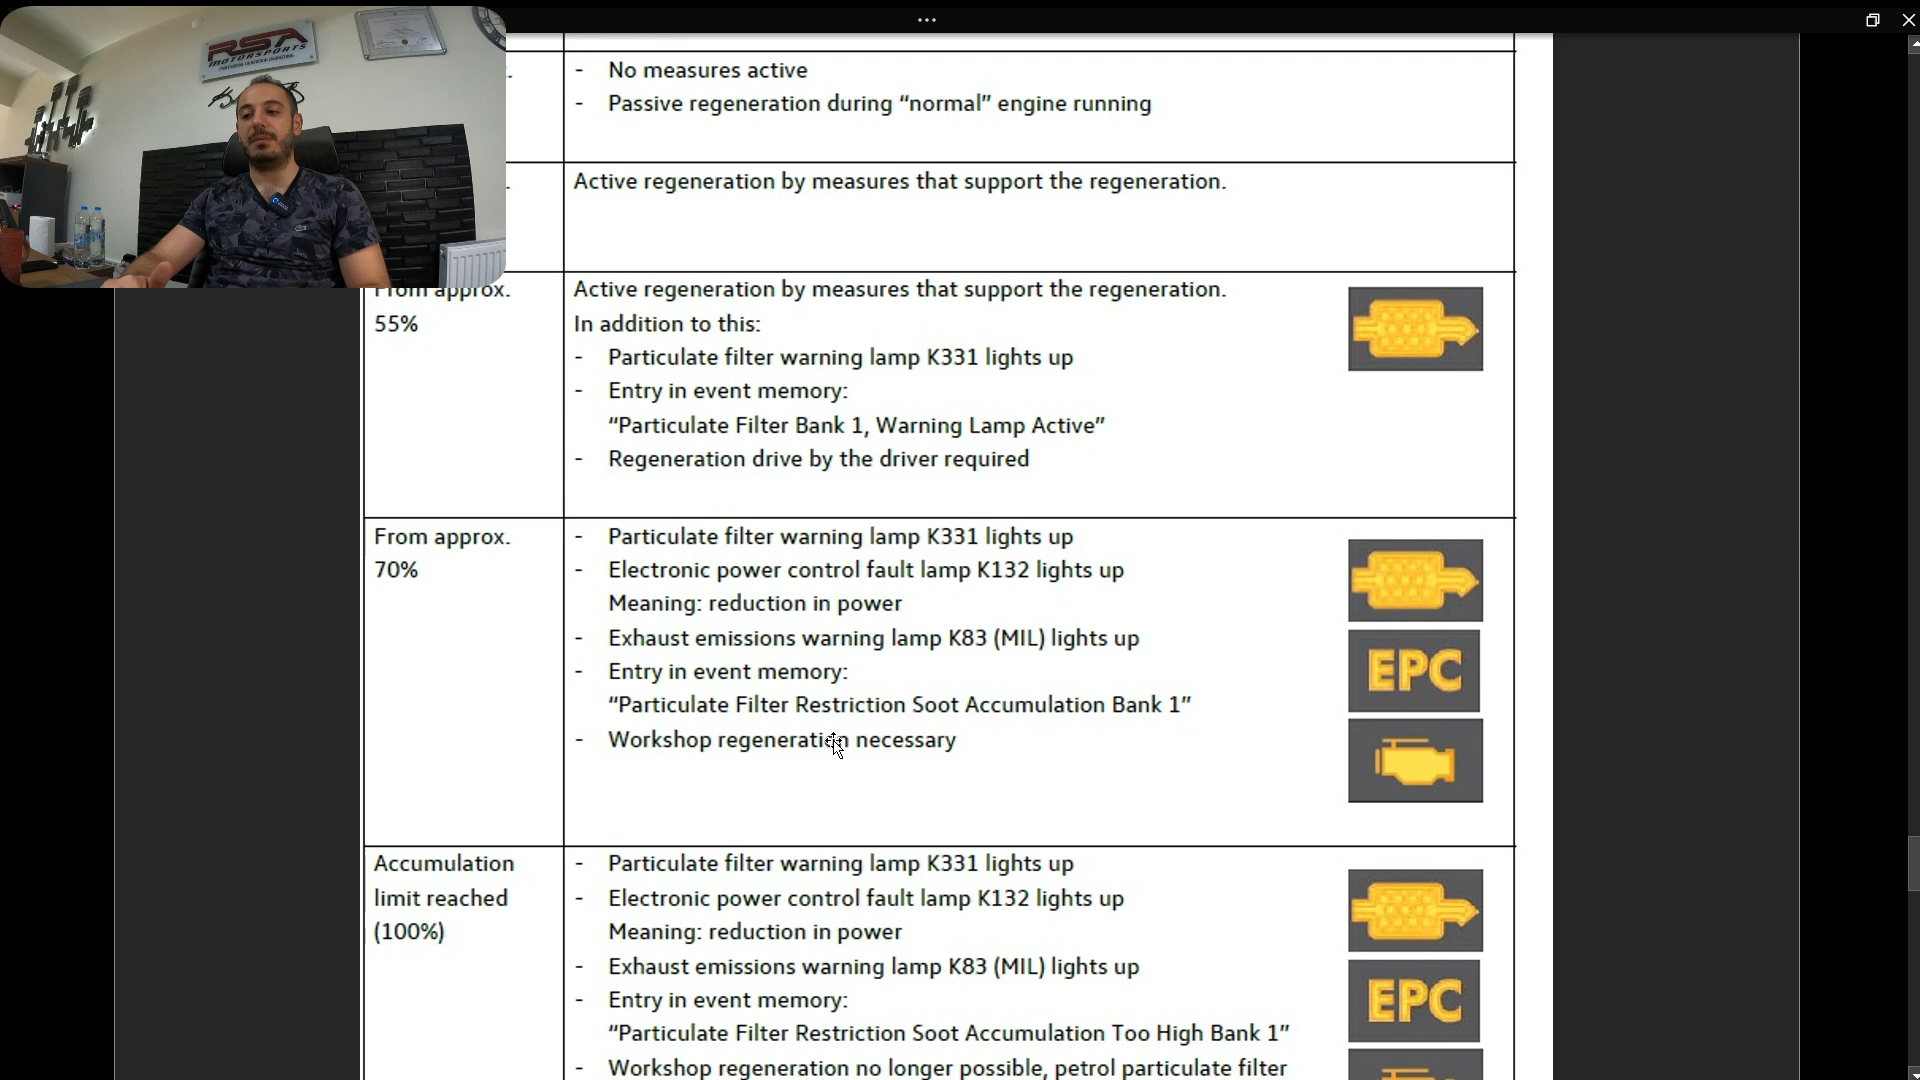 RSA
MOTORSPORTS
- No measures active
- Passive regeneration during “normal” engine running
Active regeneration by measures that support the regeneration.
From approx.
55%
Active regeneration by measures that support the regeneration.
In addition to this:
- Particulate filter warning lamp K331 lights up
- Entry in event memory:
“Particulate Filter Bank 1, Warning Lamp Active”
- Regeneration drive by the driver required
From approx.
70%
- Particulate filter warning lamp K331 lights up
- Electronic power control fault lamp K132 lights up
Meaning: reduction in power
- Exhaust emissions warning lamp K83 (MIL) lights up
- Entry in event memory:
“Particulate Filter Restriction Soot Accumulation Bank 1”
- Workshop regeneration necessary
EPC
Accumulation
limit reached
(100%)
- Particulate filter warning lamp K331 lights up
- Electronic power control fault lamp K132 lights up
Meaning: reduction in power
- Exhaust emissions warning lamp K83 (MIL) lights up
- Entry in event memory:
“Particulate Filter Restriction Soot Accumulation Too High Bank 1”
- Workshop regeneration no longer possible, petrol particulate filter
EPC